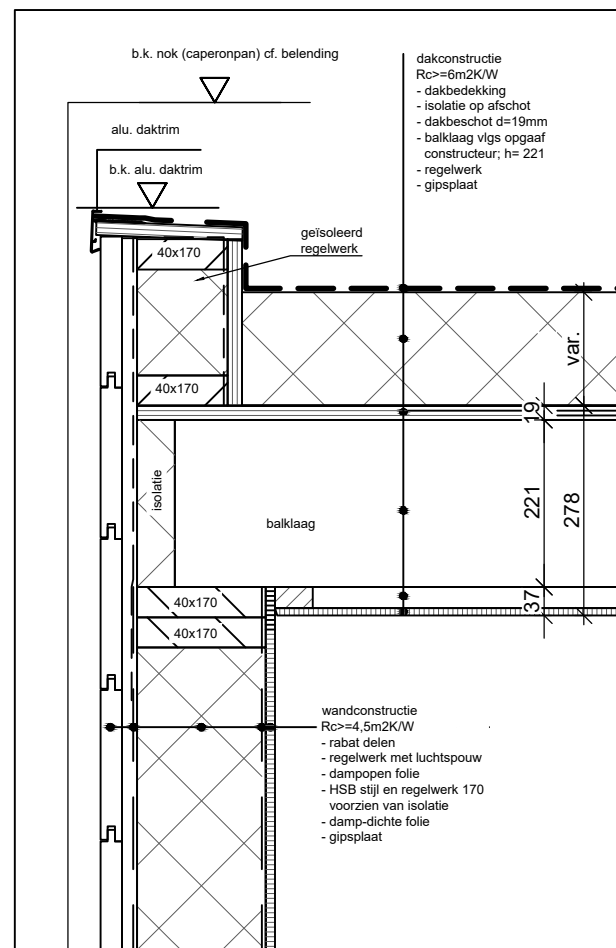 b.k. nok (caperonpan) cf. belending
alu. daktrim
b.k. alu. daktrim
dakconstructie
Rc>=6m2K/W
- dakbedekking
- isolatie op afschot
- dakbeschot d=19mm
- balklaag vlgs opgaaf
constructeur; h= 221
- regelwerk
- gipsplaat
geïsoleerd
regelwerk
40x170
40x170
var.
19
isolatie
balklaag
221
278
37
40x170
40x170
wandconstructie
Rc>=4,5m2K/W
- rabat delen
- regelwerk met luchtspouw
- dampopen folie
- HSB stijl en regelwerk 170
voorzien van isolatie
- damp-dichte folie
- gipsplaat